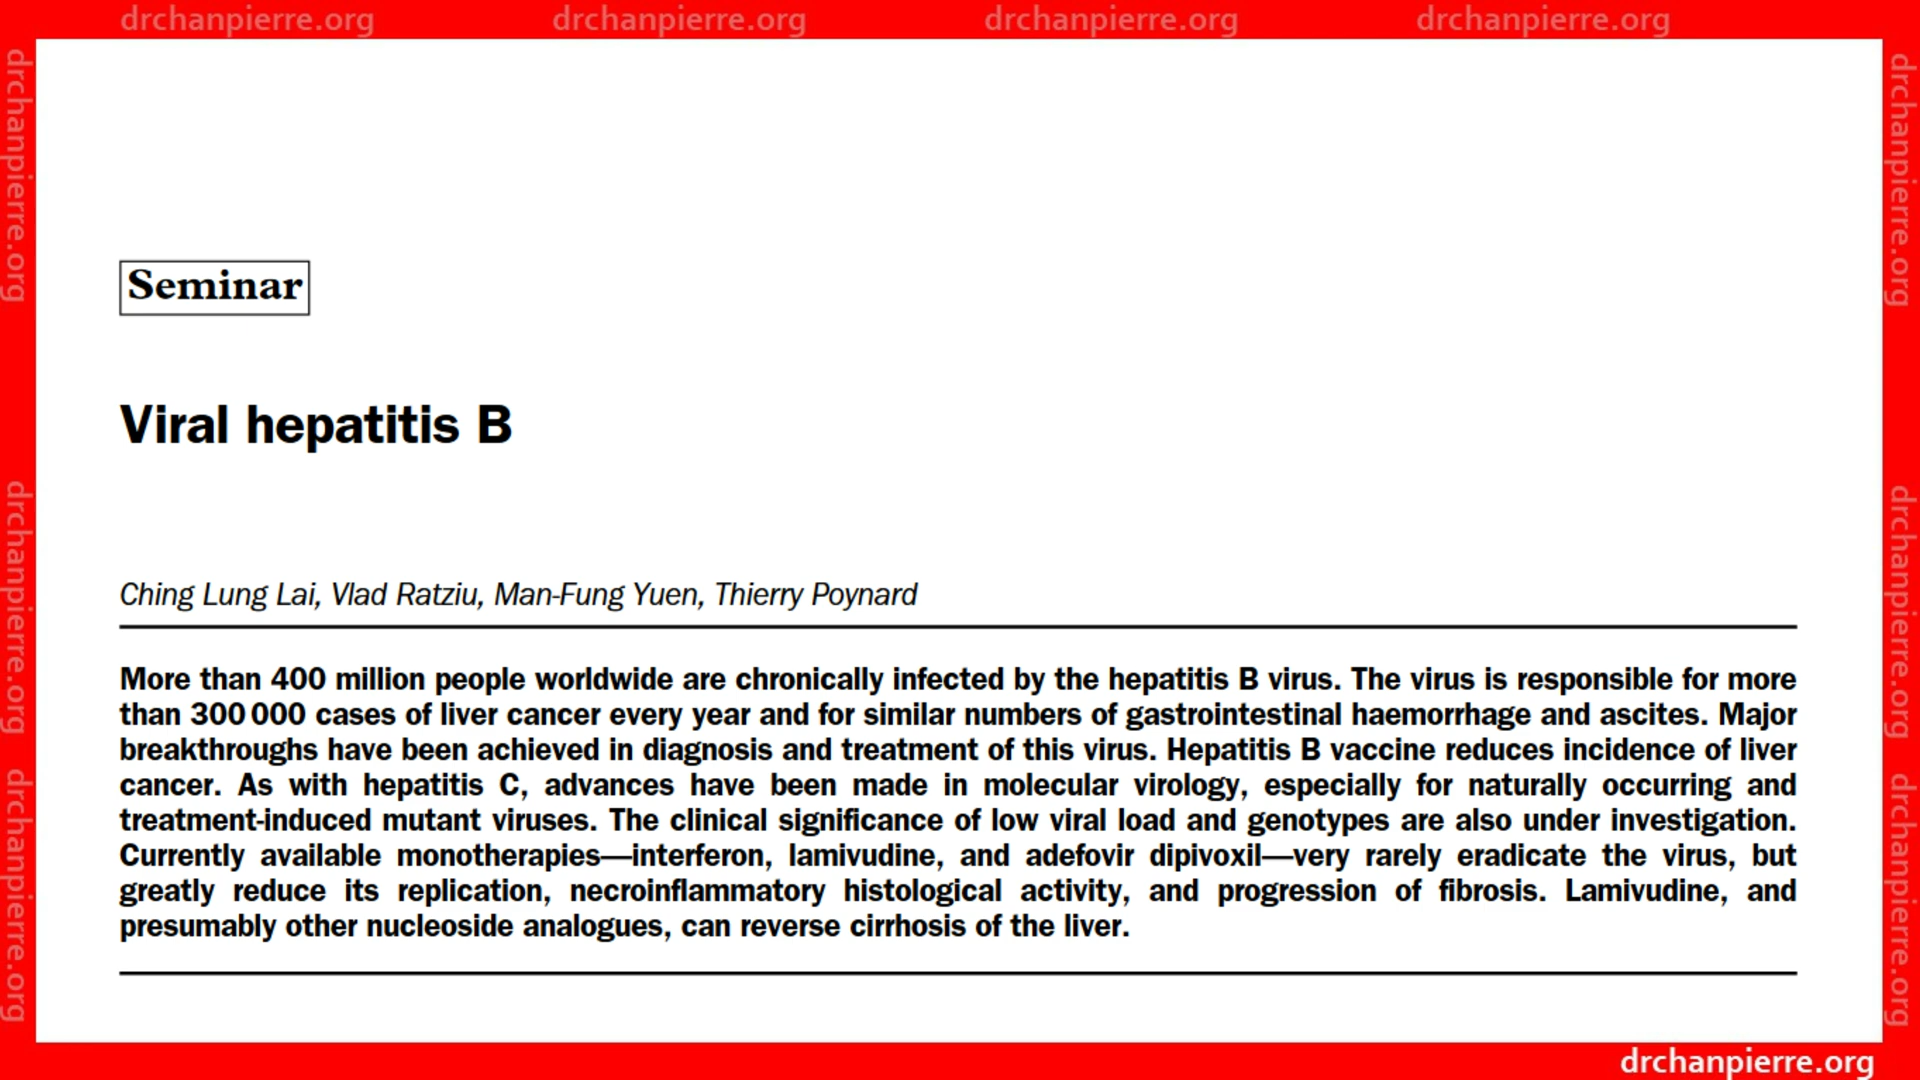 drchanpierre.org drchanpierre.org drchanpierre.org drchanpierre.org
drchanpierre.org
drchanpierre.org
drchanpierre.org
drchanpierre.org
drchanpierre.org
drchanpierre.org
Seminar
Viral hepatitis B
Ching Lung Lai, Vlad Ratziu, Man-Fung Yuen, Thierry Poynard
More than 400 million people worldwide are chronically infected by the hepatitis B virus. The virus is responsible for more
than 300 000 cases of liver cancer every year and for similar numbers of gastrointestinal haemorrhage and ascites. Major
breakthroughs have been achieved in diagnosis and treatment of this virus. Hepatitis B vaccine reduces incidence of liver
cancer. As with hepatitis C, advances have been made in molecular virology, especially for naturally occurring and
treatment-induced mutant viruses. The clinical significance of low viral load and genotypes are also under investigation.
Currently available monotherapies—interferon, lamivudine, and adefovir dipivoxil—very rarely eradicate the virus, but
greatly reduce its replication, necroinflammatory histological activity, and progression of fibrosis. Lamivudine, and
presumably other nucleoside analogues, can reverse cirrhosis of the liver.
drchanpierre.org